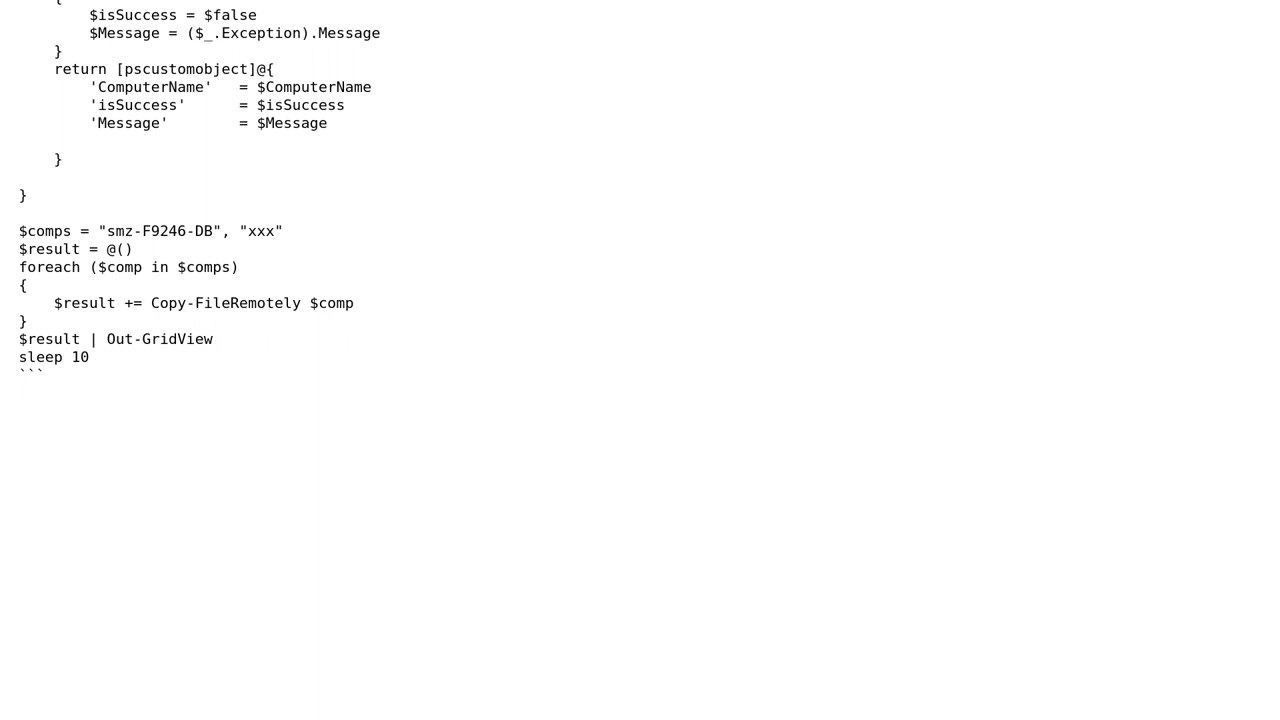 {
        $isSuccess = $false
        $Message = ($_.Exception).Message
    }
    return [pscustomobject]@{
        'ComputerName'   = $ComputerName
        'isSuccess'      = $isSuccess
        'Message'        = $Message

    }

}

$comps = "smz-F9246-DB", "xxx"
$result = @()
foreach ($comp in $comps)
{
    $result += Copy-FileRemotely $comp
}
$result | Out-GridView
sleep 10
```